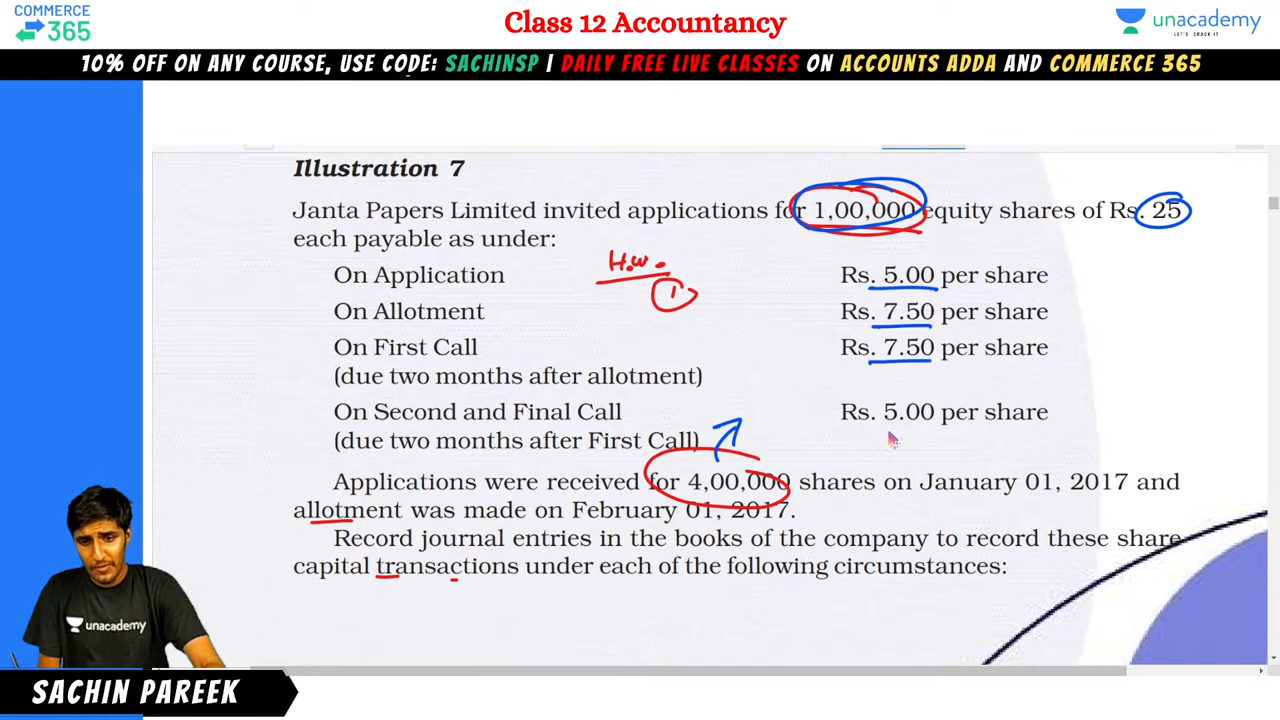 COMMERCE
365
Class 12 Accountancy
unacademy
LET'S CRACK IT
10% OFF ON ANY COURSE, USE CODE: SACHINSP | DAILY FREE LIVE CLASSES ON ACCOUNTS ADDA AND COMMERCE 365
Illustration 7
Janta Papers Limited invited applications for 1,00,000 equity shares of Rs. 25
each payable as under:
H.W.
On Application Rs. 5.00 per share
1
On Allotment Rs. 7.50 per share
On First Call Rs. 7.50 per share
(due two months after allotment)
On Second and Final Call Rs. 5.00 per share
(due two months after First Call)
Applications were received for 4,00,000 shares on January 01, 2017 and
allotment was made on February 01, 2017.
Record journal entries in the books of the company to record these share
capital transactions under each of the following circumstances:
unacademy
SACHIN PAREEK